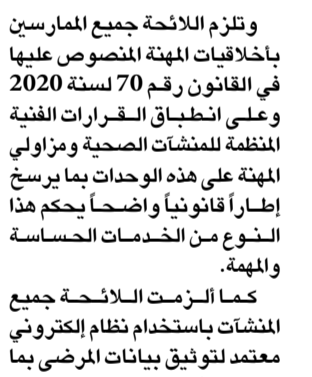 وتلزم اللائحة جميع الممارسين
بأخلاقيات المهنة المنصوص عليها
في القانون رقم 70 لسنة 2020
وعلى انطباق القرارات الفنية
المنظمة للمنشآت الصحية ومزاولي
المهنة على هذه الوحدات بما يرسخ
إطاراً قانونياً واضحاً يحكم هذا
النوع من الخدمات الحساسة
والمهمة.
كما ألزمت اللائحة جميع
المنشآت باستخدام نظام إلكتروني
معتمد لتوثيق بيانات المرضى بما